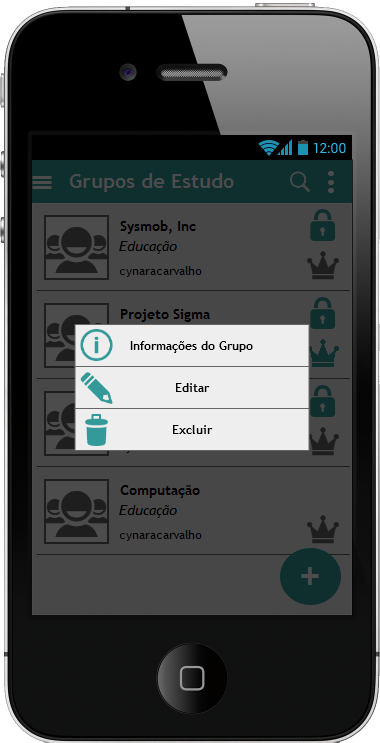 12:00
Grupos de Estudo
Sysmob, Inc
Educação
cynaracarvalho
Projeto Sigma
Informações do Grupo
Editar
Excluir
Computação
Educação
cynaracarvalho